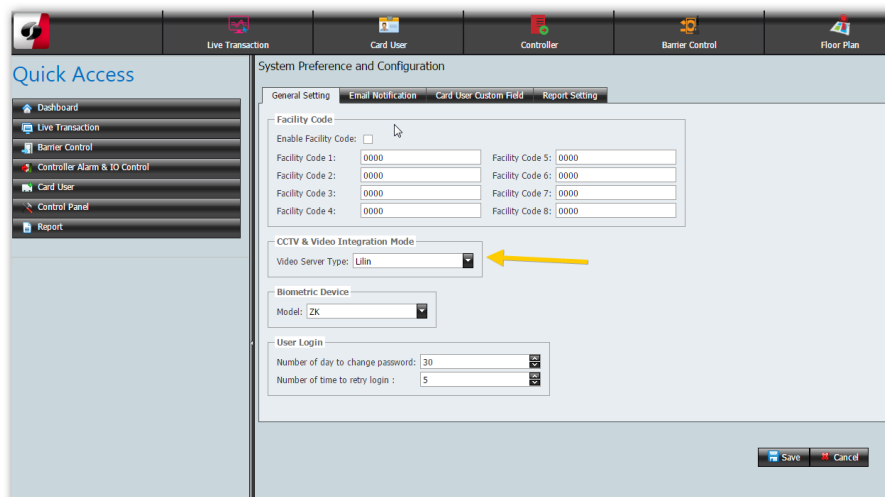 Live Transaction Card User Controller Barrier Control Floor Plan
Quick Access
Dashboard
Live Transaction
Barrier Control
Controller Alarm & IO Control
Card User
Control Panel
Report
System Preference and Configuration
General Setting Email Notification Card User Custom Field Report Setting
Facility Code
Enable Facility Code:
Facility Code 1: 0000 Facility Code 5: 0000
Facility Code 2: 0000 Facility Code 6: 0000
Facility Code 3: 0000 Facility Code 7: 0000
Facility Code 4: 0000 Facility Code 8: 0000
CCTV & Video Integration Mode
Video Server Type: Lilin
Biometric Device
Model: ZK
User Login
Number of day to change password: 30
Number of time to retry login : 5
Save Cancel